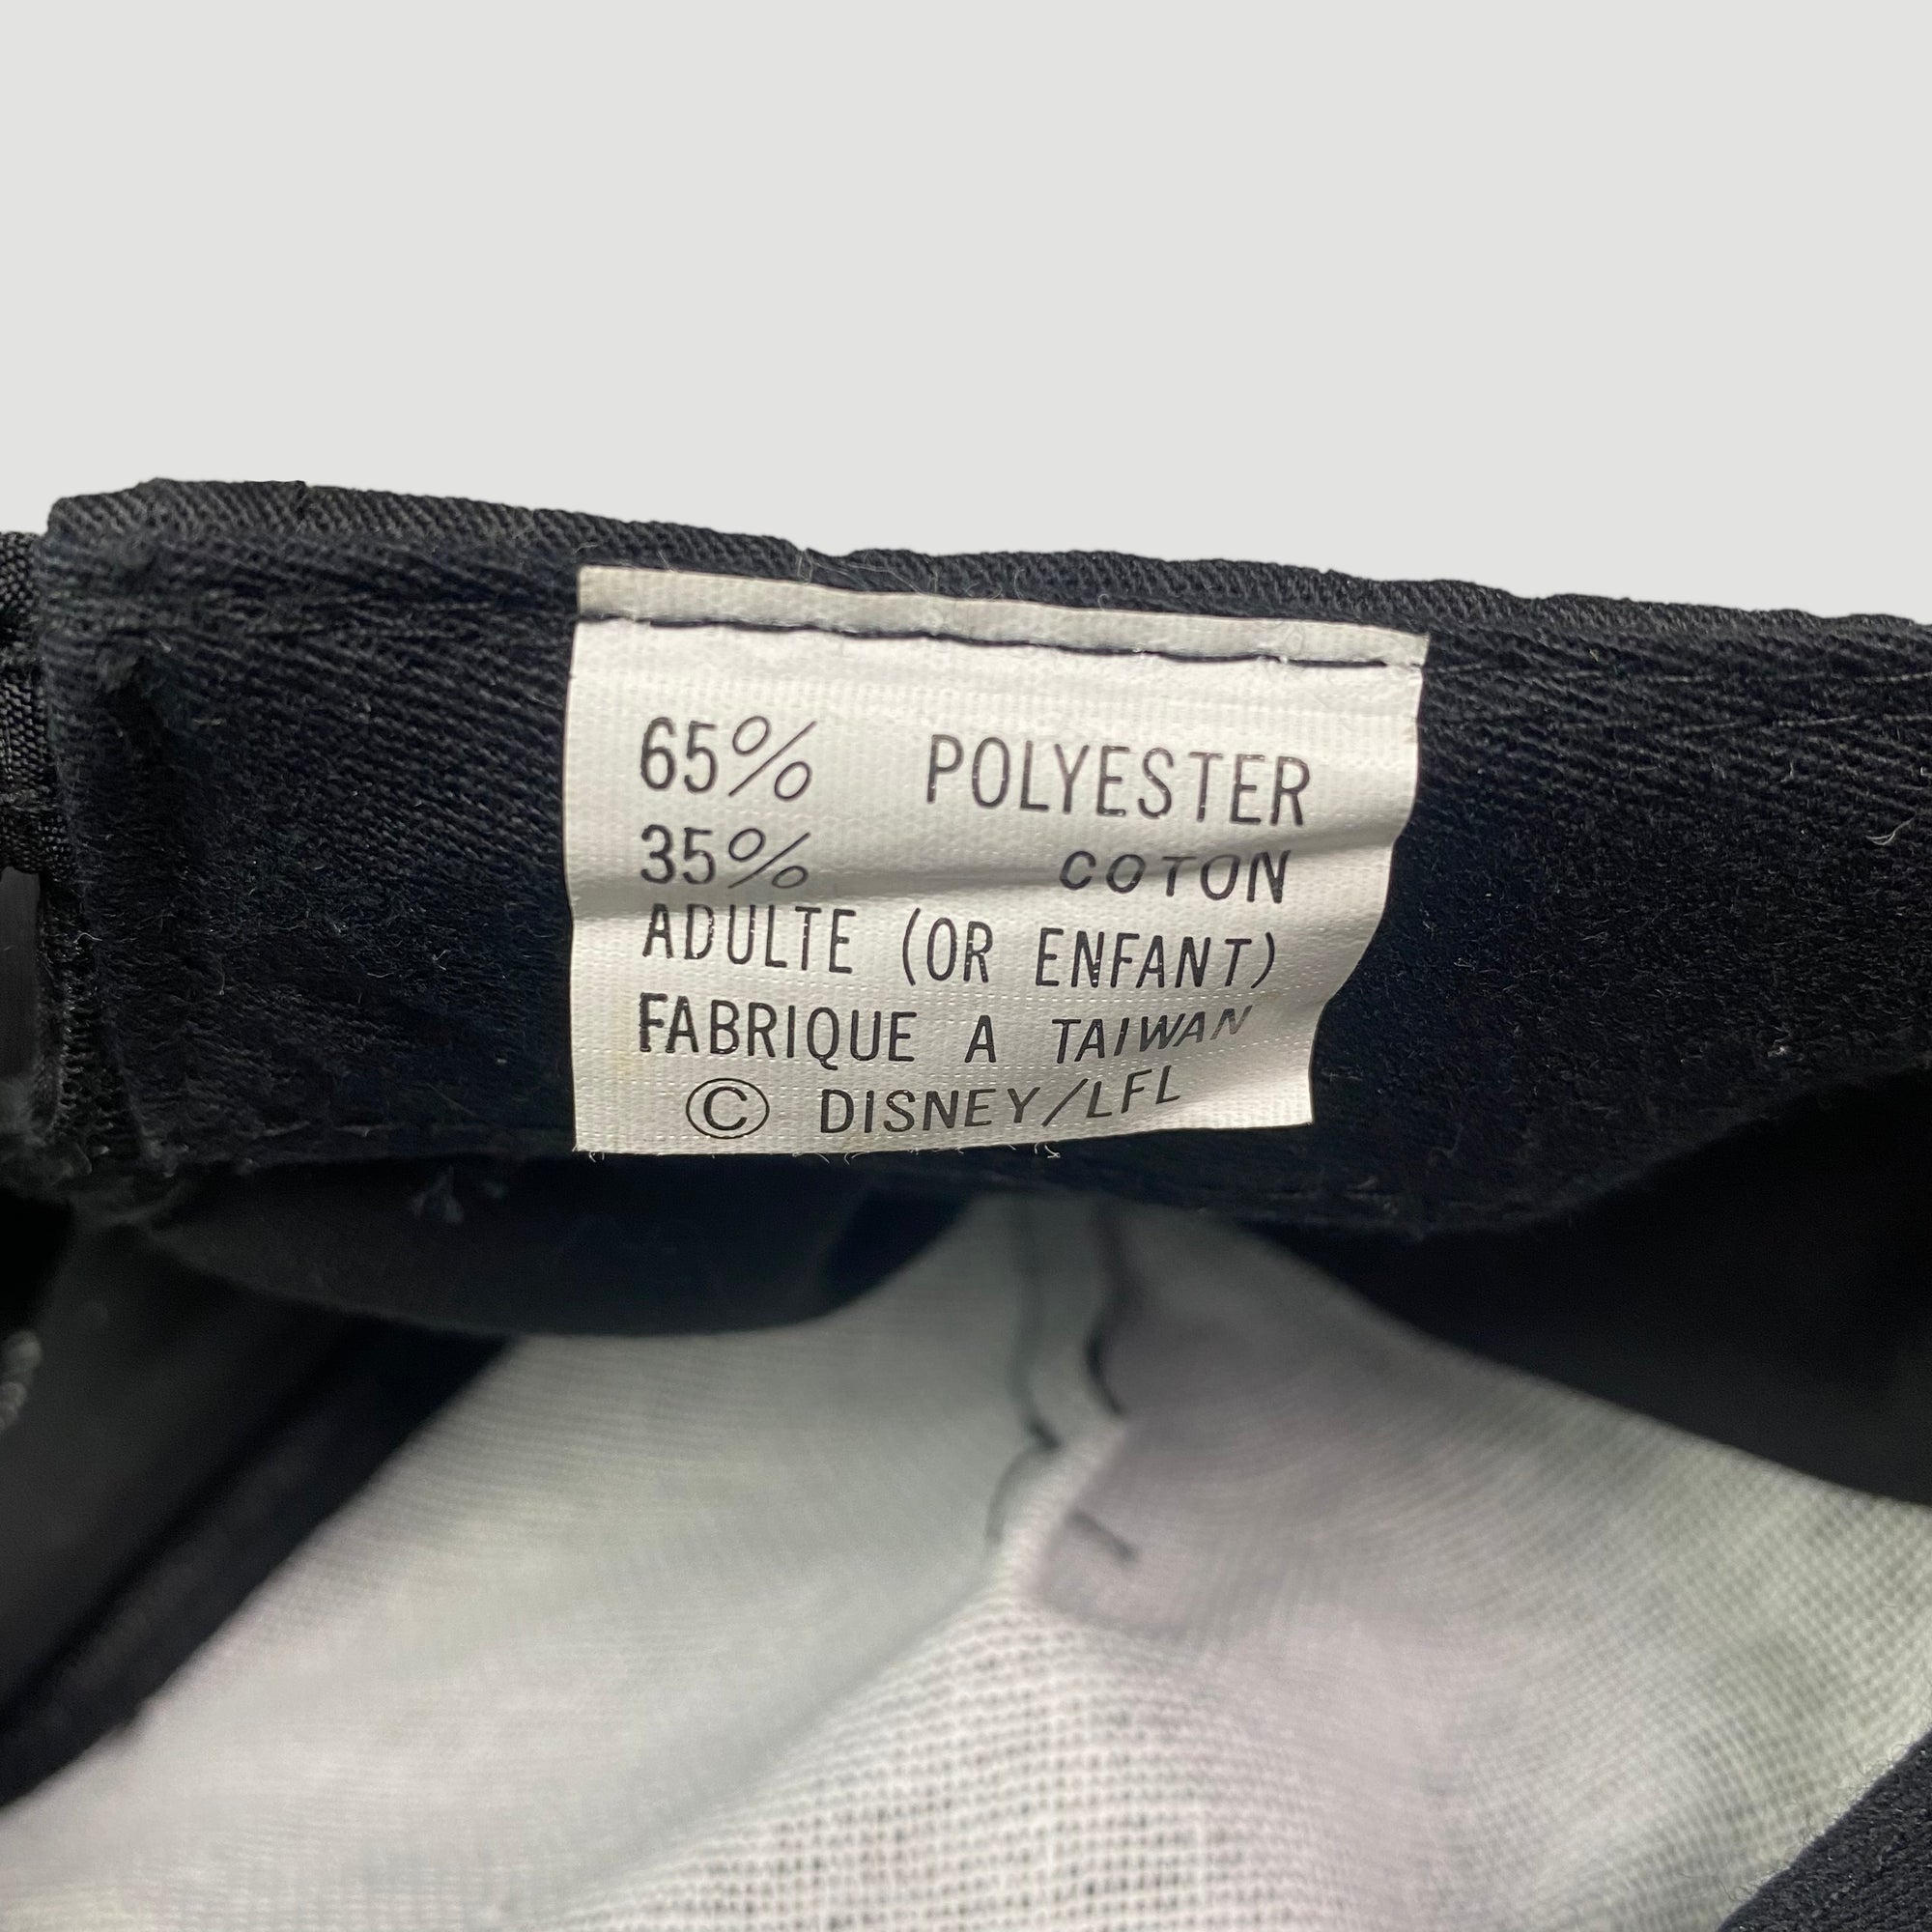 65% POLYESTER
35% COTON
ADULTE (OR ENFANT)
FABRIQUE A TAIWAN
© DISNEY/LFL